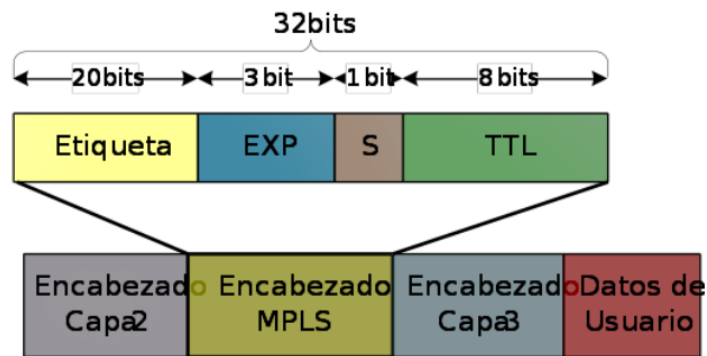 32bits
20bits 3 bit 1 bit 8 bits
Etiqueta EXP S TTL
Encabezado Encabezado Encabezado Datos de
Capa2 MPLS Capa3 Usuario